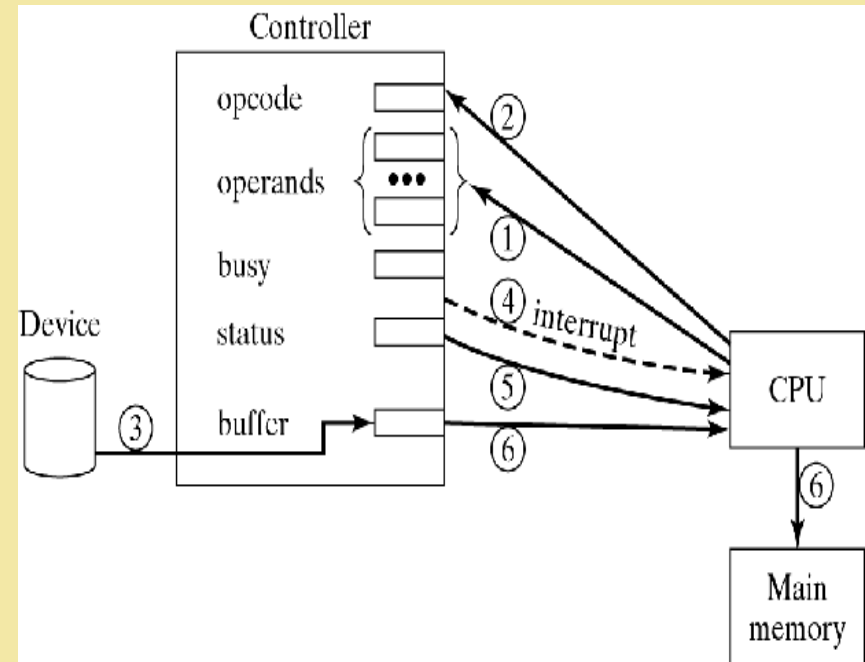 Controller
opcode
②
operands
•••
①
busy
④ interrupt
Device
status
⑤
CPU
③
buffer
⑥
⑥
Main
memory